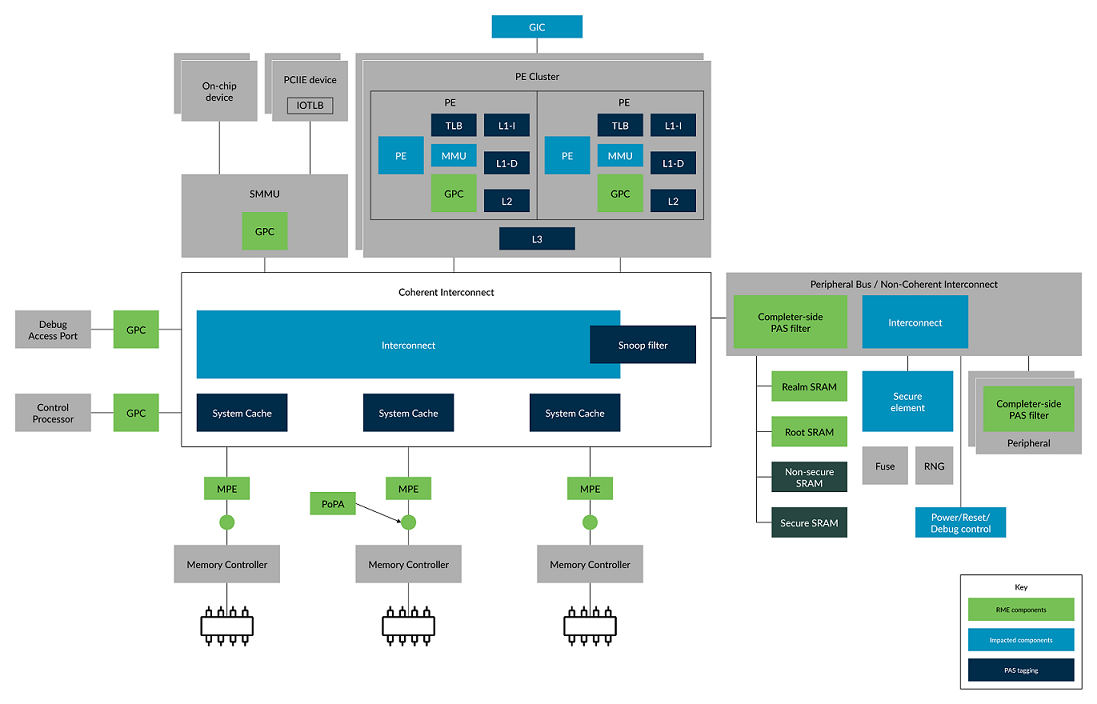 GIC
On-chip
device
PCIIE device
IOTLB
PE Cluster
PE
TLB
L1-I
PE
MMU
L1-D
GPC
L2
PE
TLB
L1-I
PE
MMU
L1-D
GPC
L2
L3
SMMU
GPC
Coherent Interconnect
Interconnect
Snoop filter
System Cache
System Cache
System Cache
Debug
Access Port
GPC
Control
Processor
GPC
MPE
MPE
MPE
PoPA
Memory Controller
Memory Controller
Memory Controller
Peripheral Bus / Non-Coherent Interconnect
Completer-side
PAS filter
Interconnect
Realm SRAM
Root SRAM
Non-secure
SRAM
Secure SRAM
Secure
element
Fuse
RNG
Completer-side
PAS filter
Peripheral
Power/Reset/
Debug control
Key
RME components
Impacted components
PAS tagging